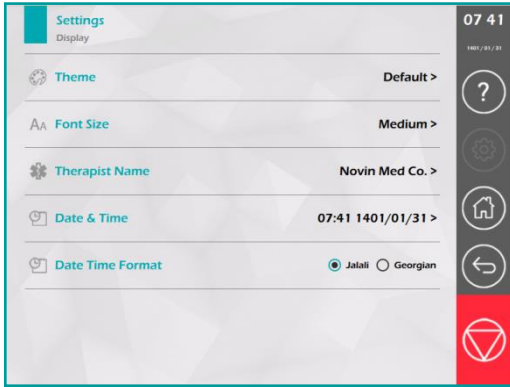 Settings
Display
07 41
1401/01/31
Theme
Default >
?
AA Font Size
Medium >
Therapist Name
Novin Med Co. >
Date & Time
07:41 1401/01/31 >
Date Time Format
Jalali
Georgian